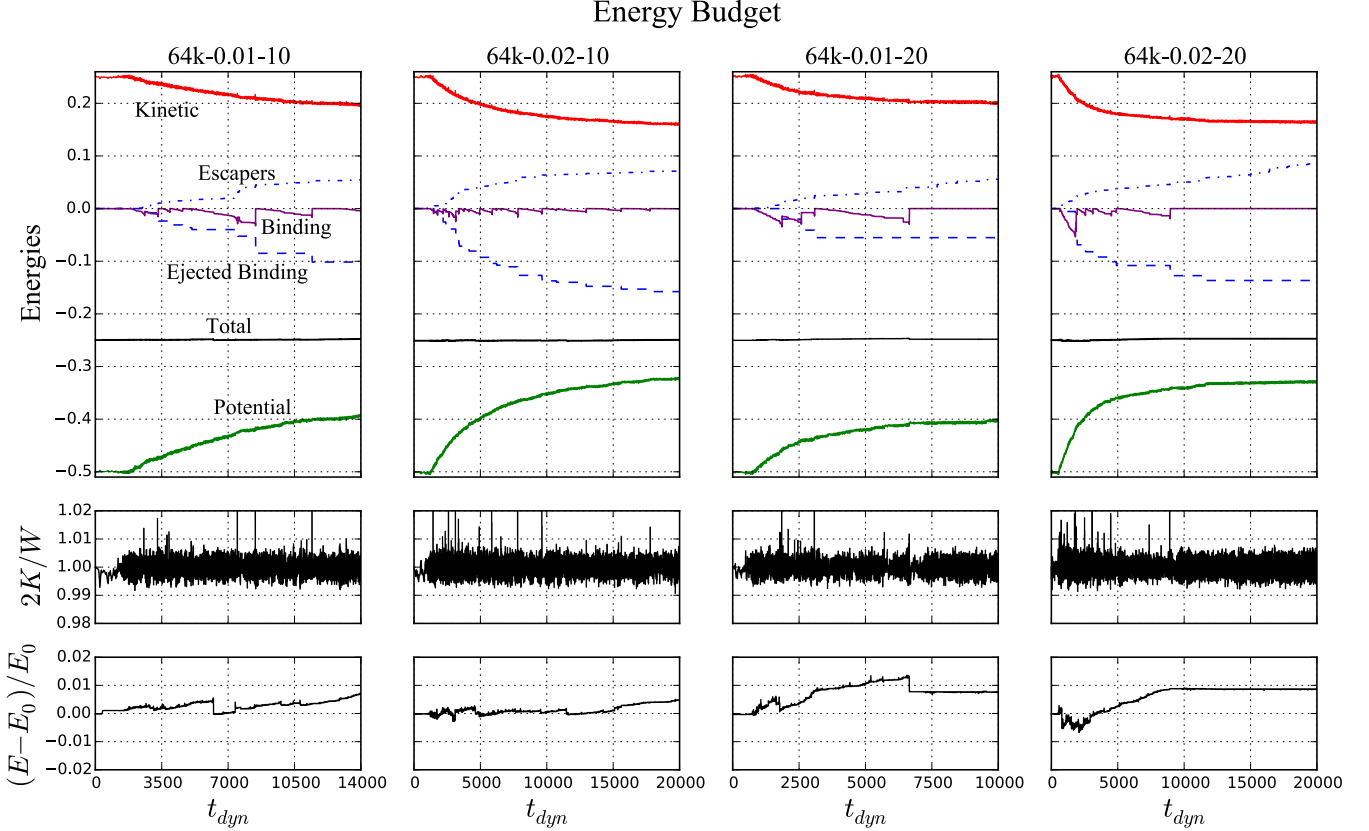 Energy Budget
64k-0.01-10 64k-0.02-10 64k-0.01-20 64k-0.02-20
Energies
0.2
0.1
0.0
−0.1
−0.2
−0.3
−0.4
−0.5
Kinetic
Escapers
Binding
Ejected Binding
Total
Potential
2K/W
1.02
1.01
1.00
0.99
0.98
(E−E₀)/E₀
0.02
0.01
0.00
−0.01
−0.02
0 3500 7000 10500 14000 0 5000 10000 15000 20000 0 2500 5000 7500 10000 0 5000 10000 15000 20000
t_dyn t_dyn t_dyn t_dyn